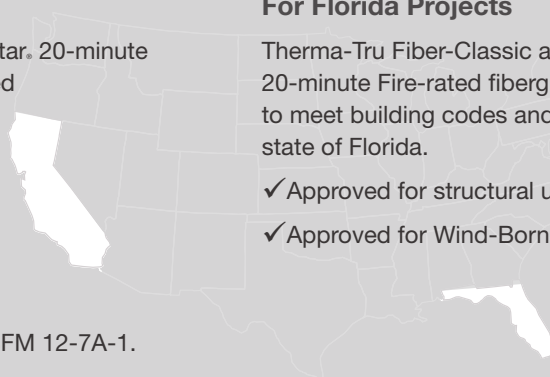 tar® 20-minute
d
FM 12-7A-1.
For Florida Projects
Therma-Tru Fiber-Classic a
20-minute Fire-rated fiberg
to meet building codes and
state of Florida.
✓Approved for structural u
✓Approved for Wind-Born